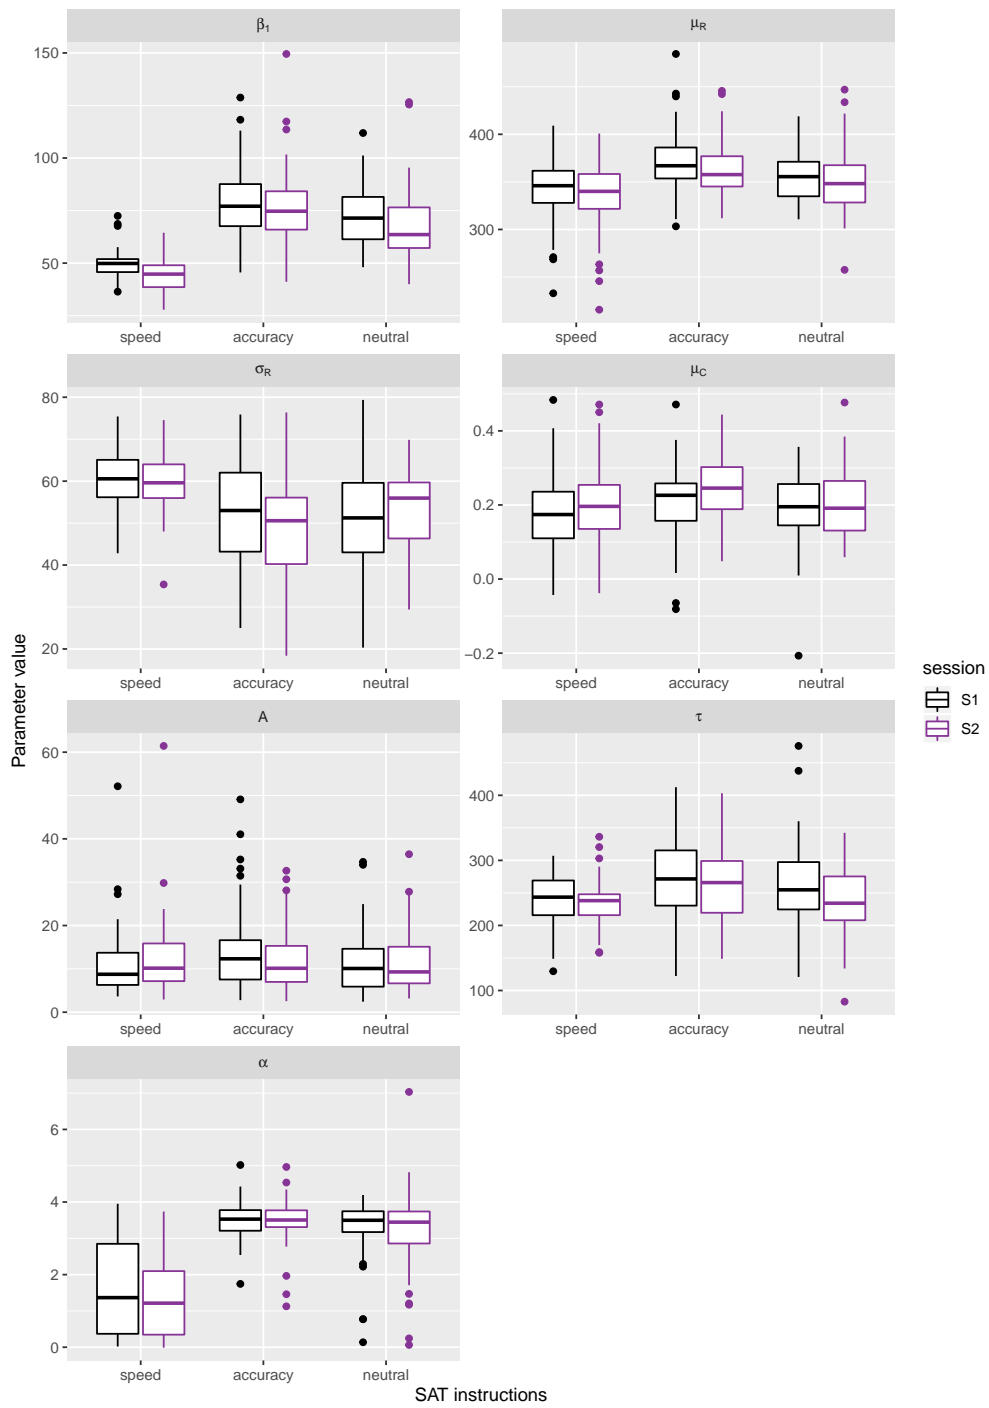 β1
μR
150
100
50
400
300
speed accuracy neutral
speed accuracy neutral
σR
μC
80
60
40
20
0.4
0.2
0.0
−0.2
speed accuracy neutral
speed accuracy neutral
A
τ
60
40
20
0
400
300
200
100
speed accuracy neutral
speed accuracy neutral
α
6
4
2
0
speed accuracy neutral
SAT instructions
Parameter value
session
S1
S2